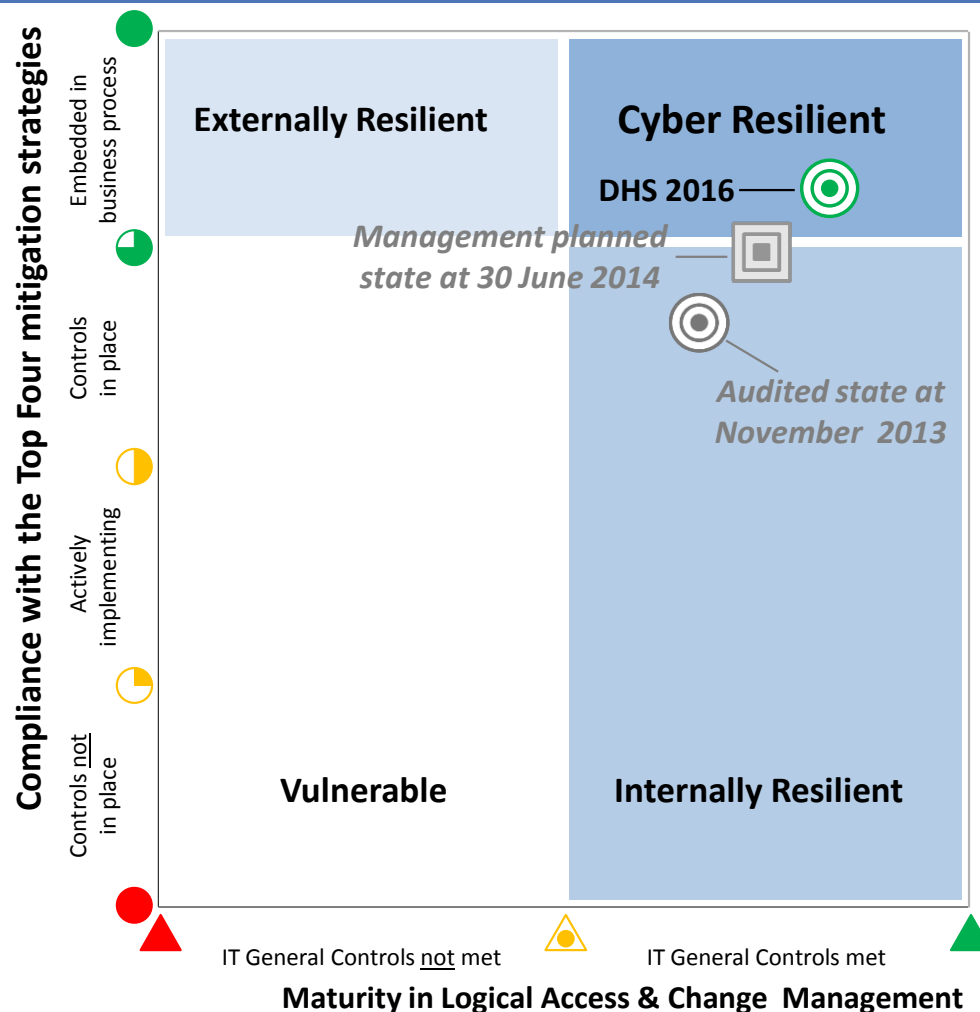 Compliance with the Top Four mitigation strategies
Embedded in
business process
Controls
in place
Actively
implementing
Controls not
in place
Externally Resilient
Cyber Resilient
DHS 2016
Management planned
state at 30 June 2014
Audited state at
November 2013
Vulnerable
Internally Resilient
IT General Controls not met
IT General Controls met
Maturity in Logical Access & Change Management